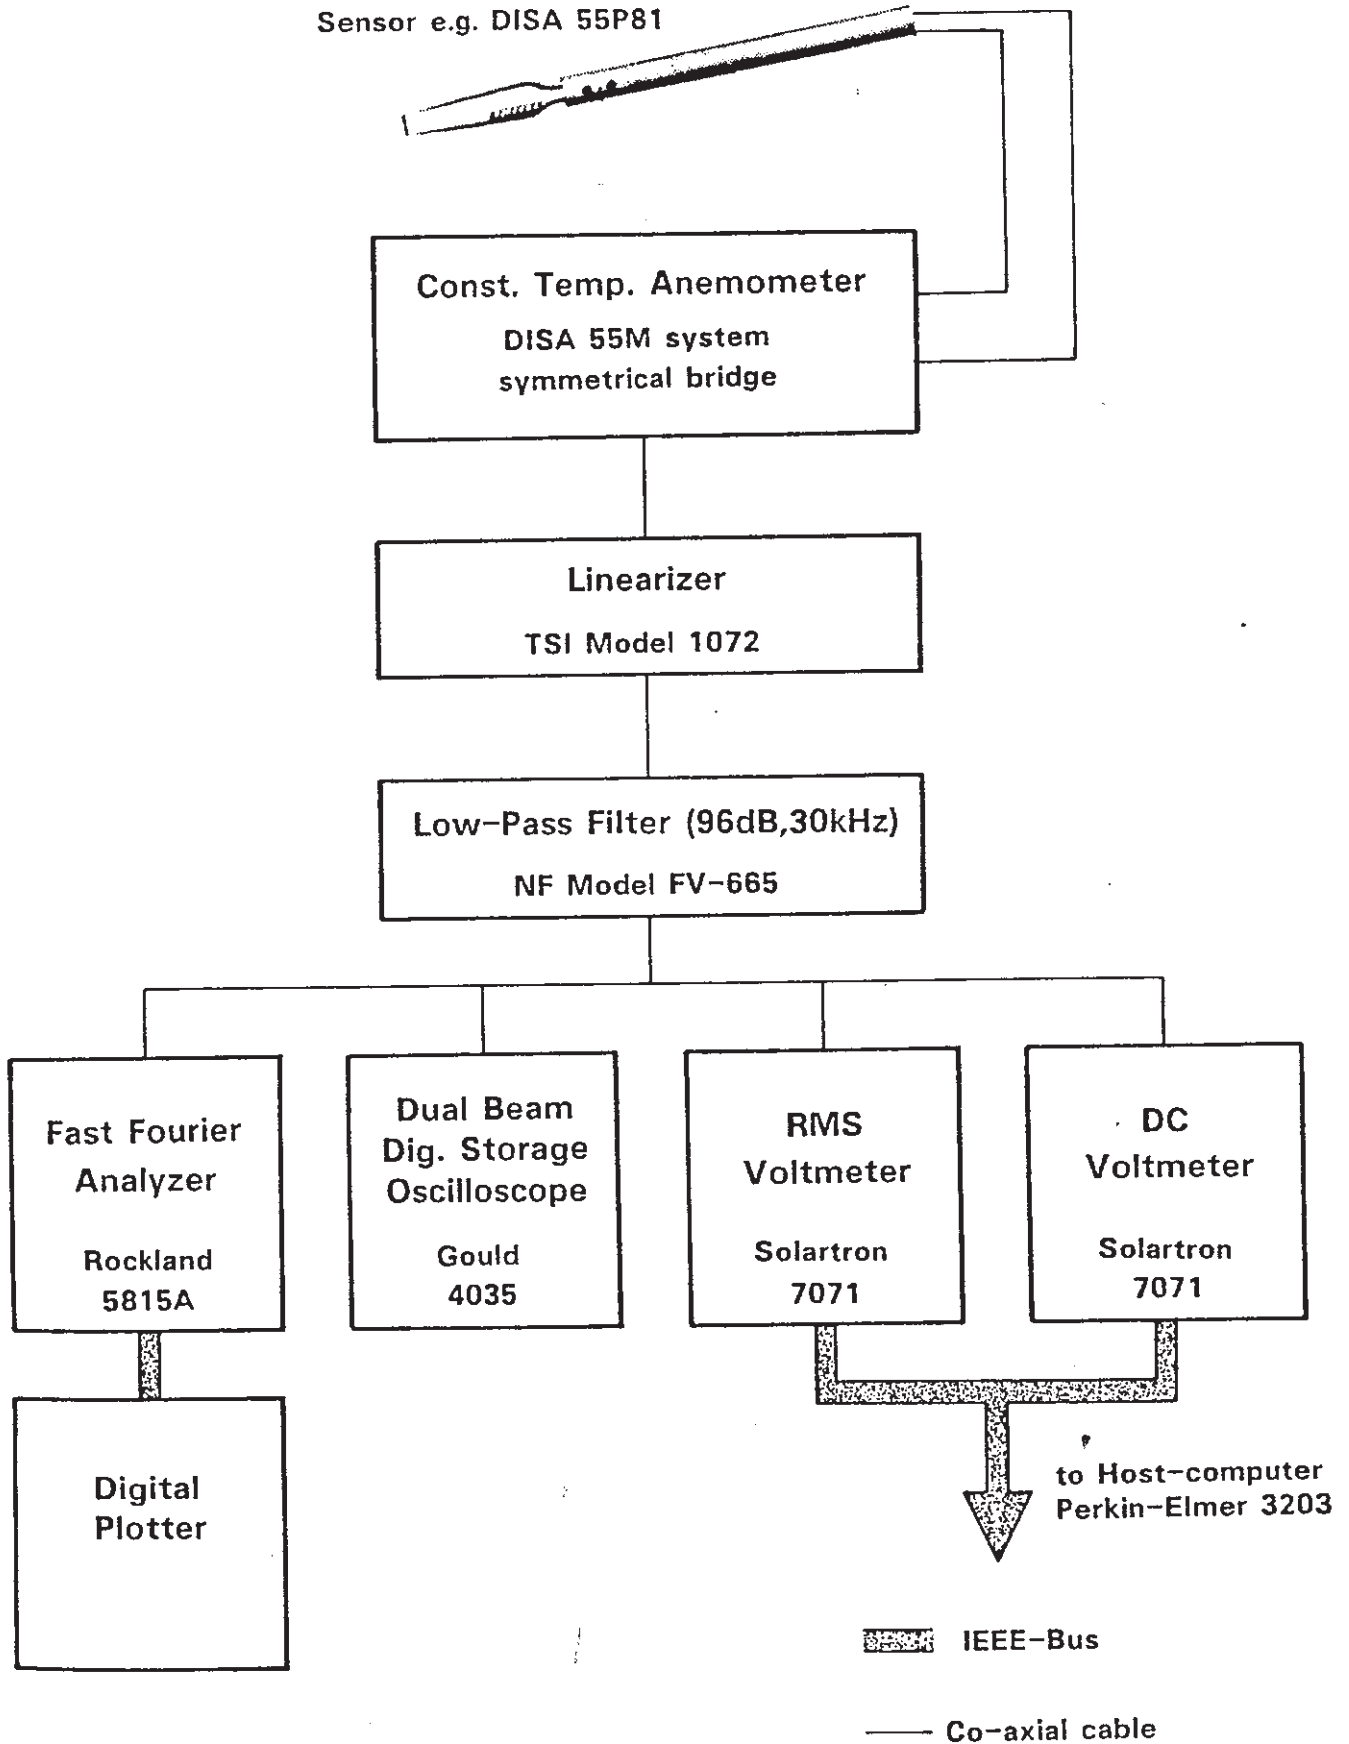 Sensor e.g. DISA 55P81
Const. Temp. Anemometer
DISA 55M system
symmetrical bridge
Linearizer
TSI Model 1072
Low-Pass Filter (96dB,30kHz)
NF Model FV-665
Fast Fourier
Analyzer
Rockland
5815A
Dual Beam
Dig. Storage
Oscilloscope
Gould
4035
RMS
Voltmeter
Solartron
7071
DC
Voltmeter
Solartron
7071
Digital
Plotter
to Host-computer
Perkin-Elmer 3203
IEEE-Bus
Co-axial cable